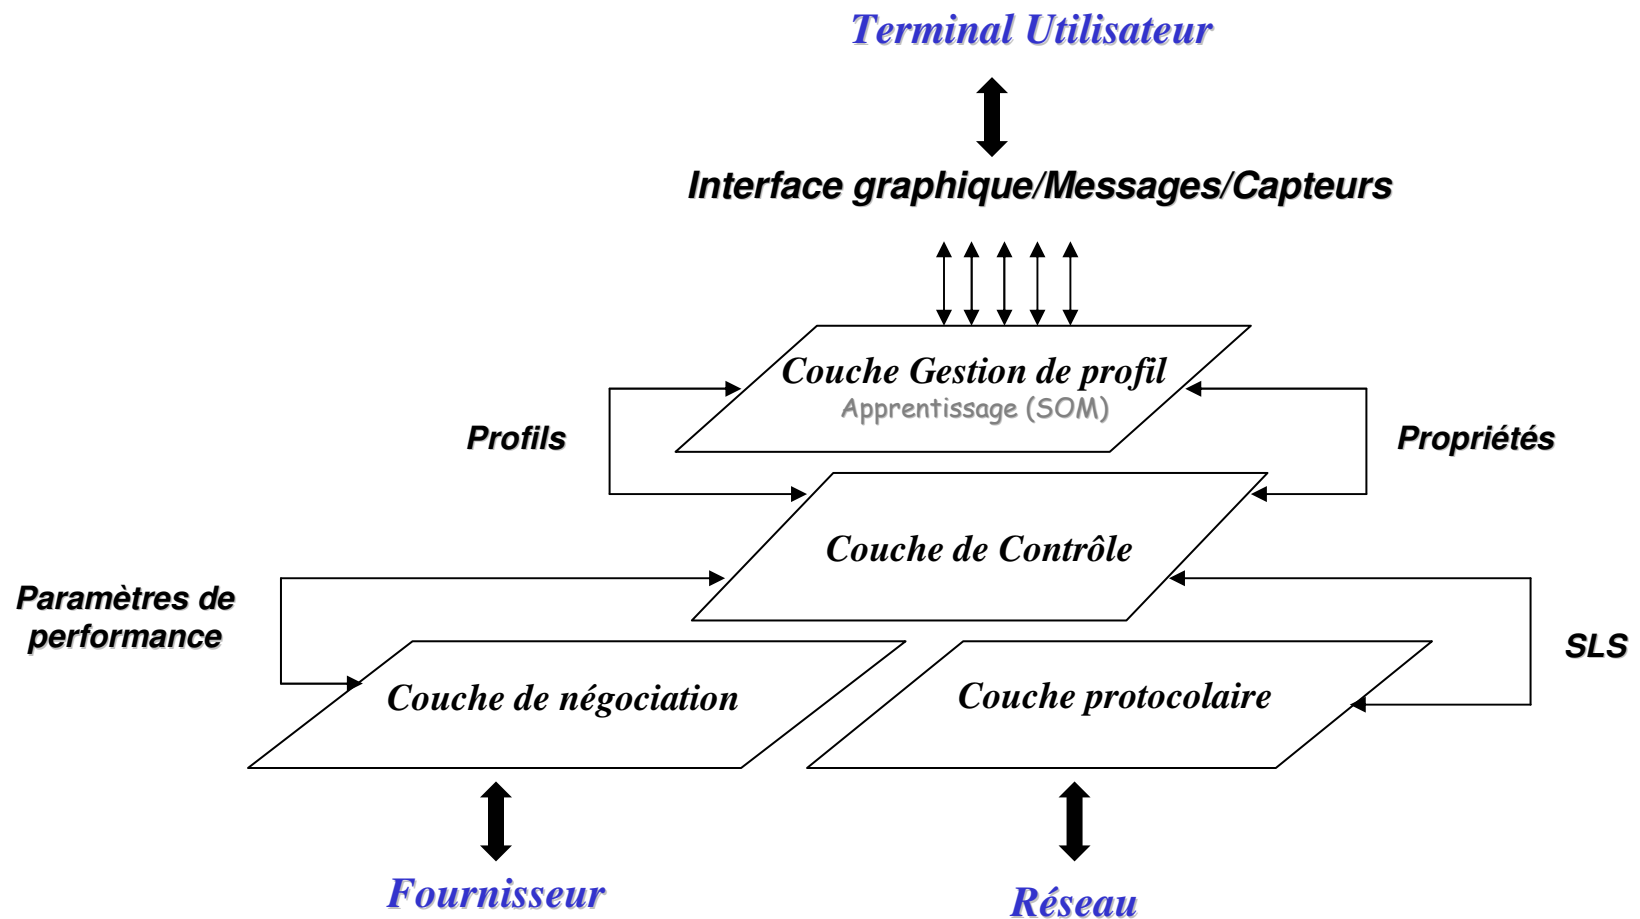 Terminal Utilisateur
Interface graphique/Messages/Capteurs
Couche Gestion de profil
Apprentissage (SOM)
Profils
Propriétés
Couche de Contrôle
Paramètres de
performance
SLS
Couche de négociation
Couche protocolaire
Fournisseur
Réseau